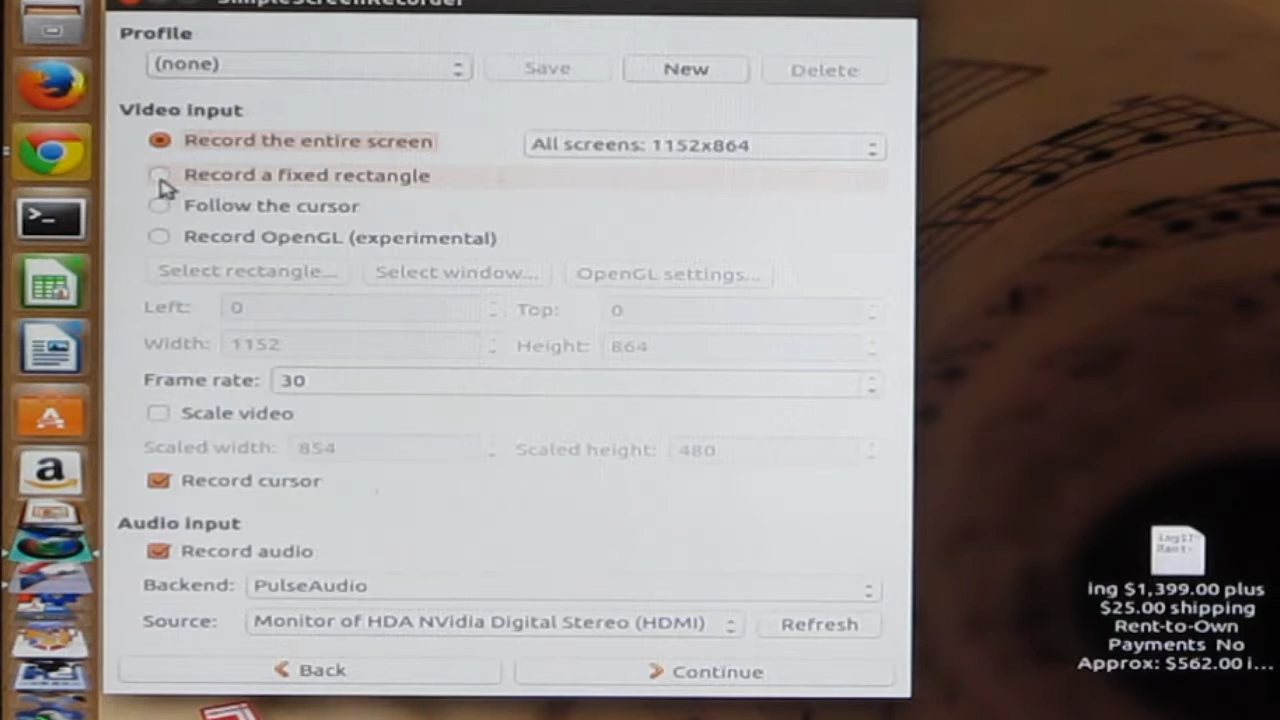 SimpleScreenRecorder
Profile
(none)
Save
New
Delete
Video input
Record the entire screen
All screens: 1152x864
Record a fixed rectangle
Follow the cursor
Record OpenGL (experimental)
Select rectangle...
Select window...
OpenGL settings...
Left: 0
Top: 0
Width: 1152
Height: 864
Frame rate: 30
Scale video
Scaled width: 854
Scaled height: 480
Record cursor
Audio input
Record audio
Backend: PulseAudio
Source: Monitor of HDA NVidia Digital Stereo (HDMI)
Refresh
Back
Continue
ing $1,399.00 plus
$25.00 shipping
Rent-to-Own
Payments No
Approx: $562.00 i...